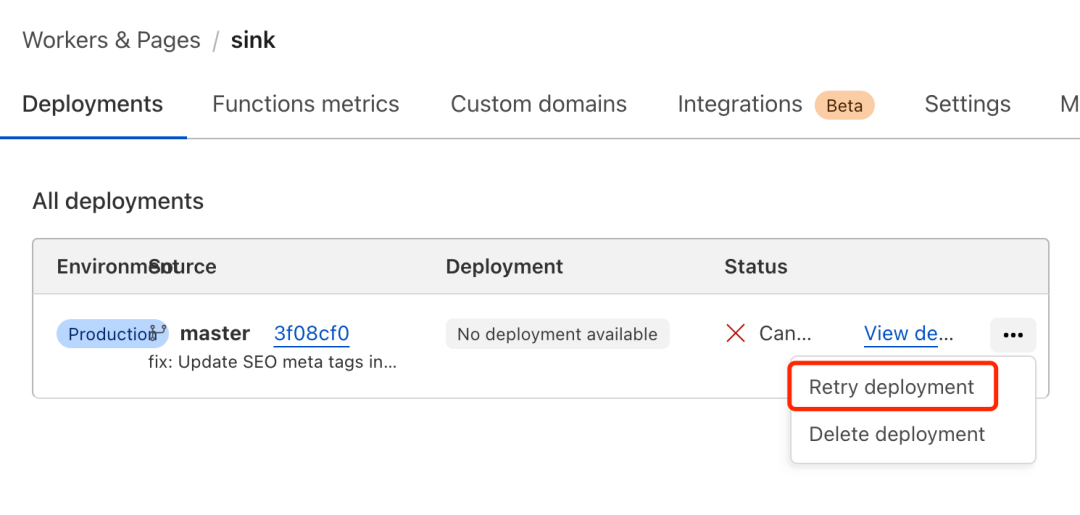 Workers & Pages / sink
Deployments Functions metrics Custom domains Integrations Beta Settings M
All deployments
Environment Source Deployment Status
Production master 3f08cf0 No deployment available Can... View de... •••
fix: Update SEO meta tags in...
Retry deployment
Delete deployment